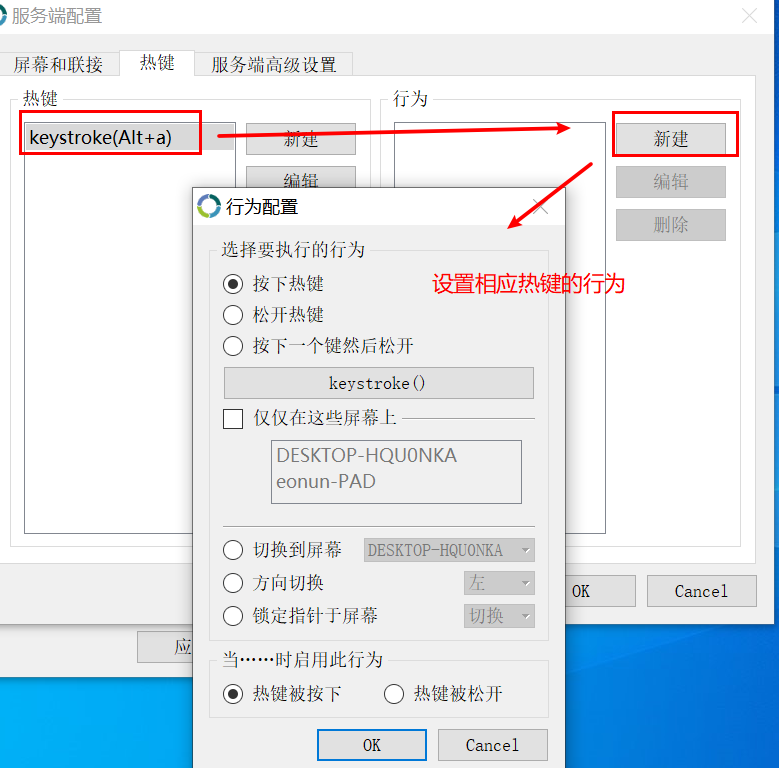 服务端配置
屏幕和联接
热键
服务端高级设置
热键
行为
keystroke(Alt+a)
新建
新建
编辑
编辑
删除
行为配置
选择要执行的行为
按下热键
设置相应热键的行为
松开热键
按下一个键然后松开
keystroke()
仅仅在这些屏幕上
DESKTOP-HQU0NKA
eonun-PAD
切换到屏幕
DESKTOP-HQU0NKA
方向切换
左
锁定指针于屏幕
切换
OK
Cancel
应
当……时启用此行为
热键被按下
热键被松开
OK
Cancel